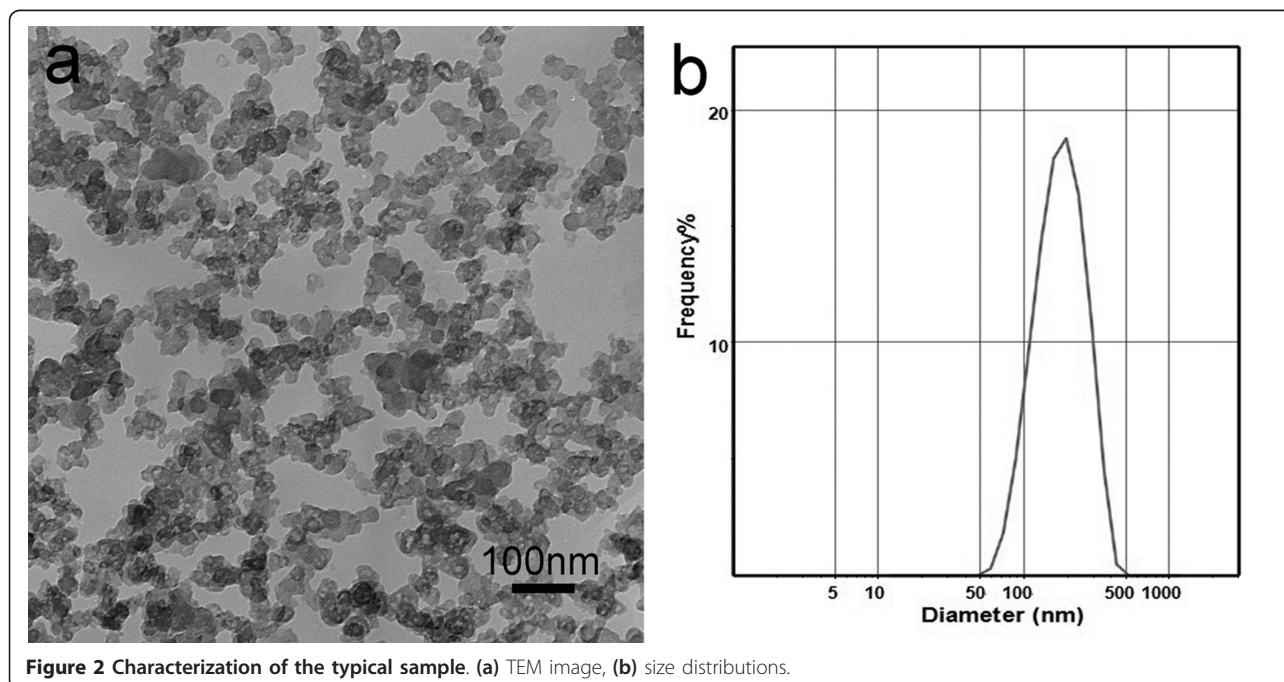 a
100nm
b
20
10
Frequency%
5 10 50 100 500 1000
Diameter (nm)
Figure 2 Characterization of the typical sample. (a) TEM image, (b) size distributions.